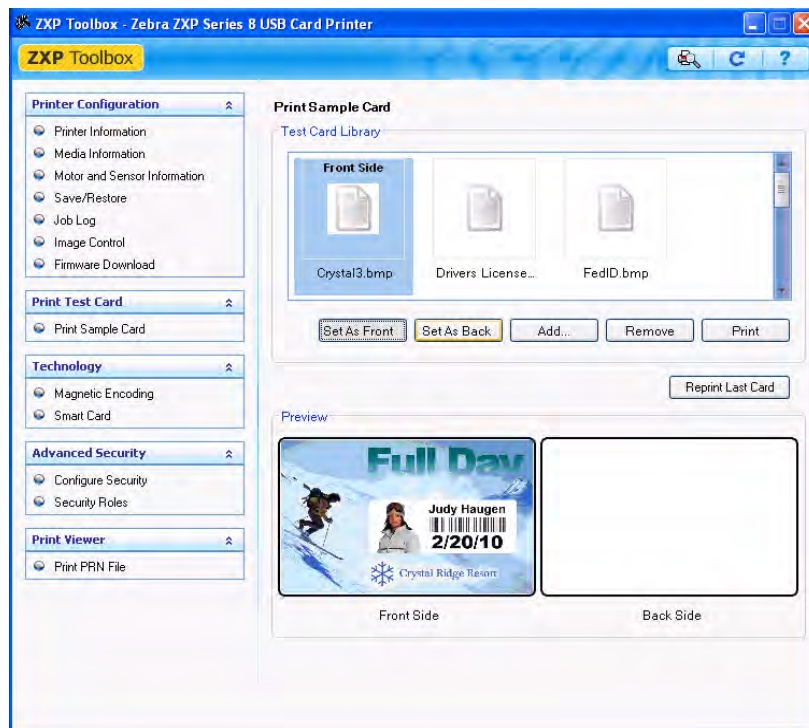 ZXP Toolbox - Zebra ZXP Series 8 USB Card Printer
ZXP Toolbox
?
Printer Configuration
Printer Information
Media Information
Motor and Sensor Information
Save/Restore
Job Log
Image Control
Firmware Download
Print Test Card
Print Sample Card
Technology
Magnetic Encoding
Smart Card
Advanced Security
Configure Security
Security Roles
Print Viewer
Print PRN File
Print Sample Card
Test Card Library
Front Side
Crystal3.bmp
Drivers License...
FedID.bmp
Set As Front
Set As Back
Add...
Remove
Print
Reprint Last Card
Preview
Full Day
Judy Haugen
2/20/10
Crystal Ridge Resort
Front Side
Back Side